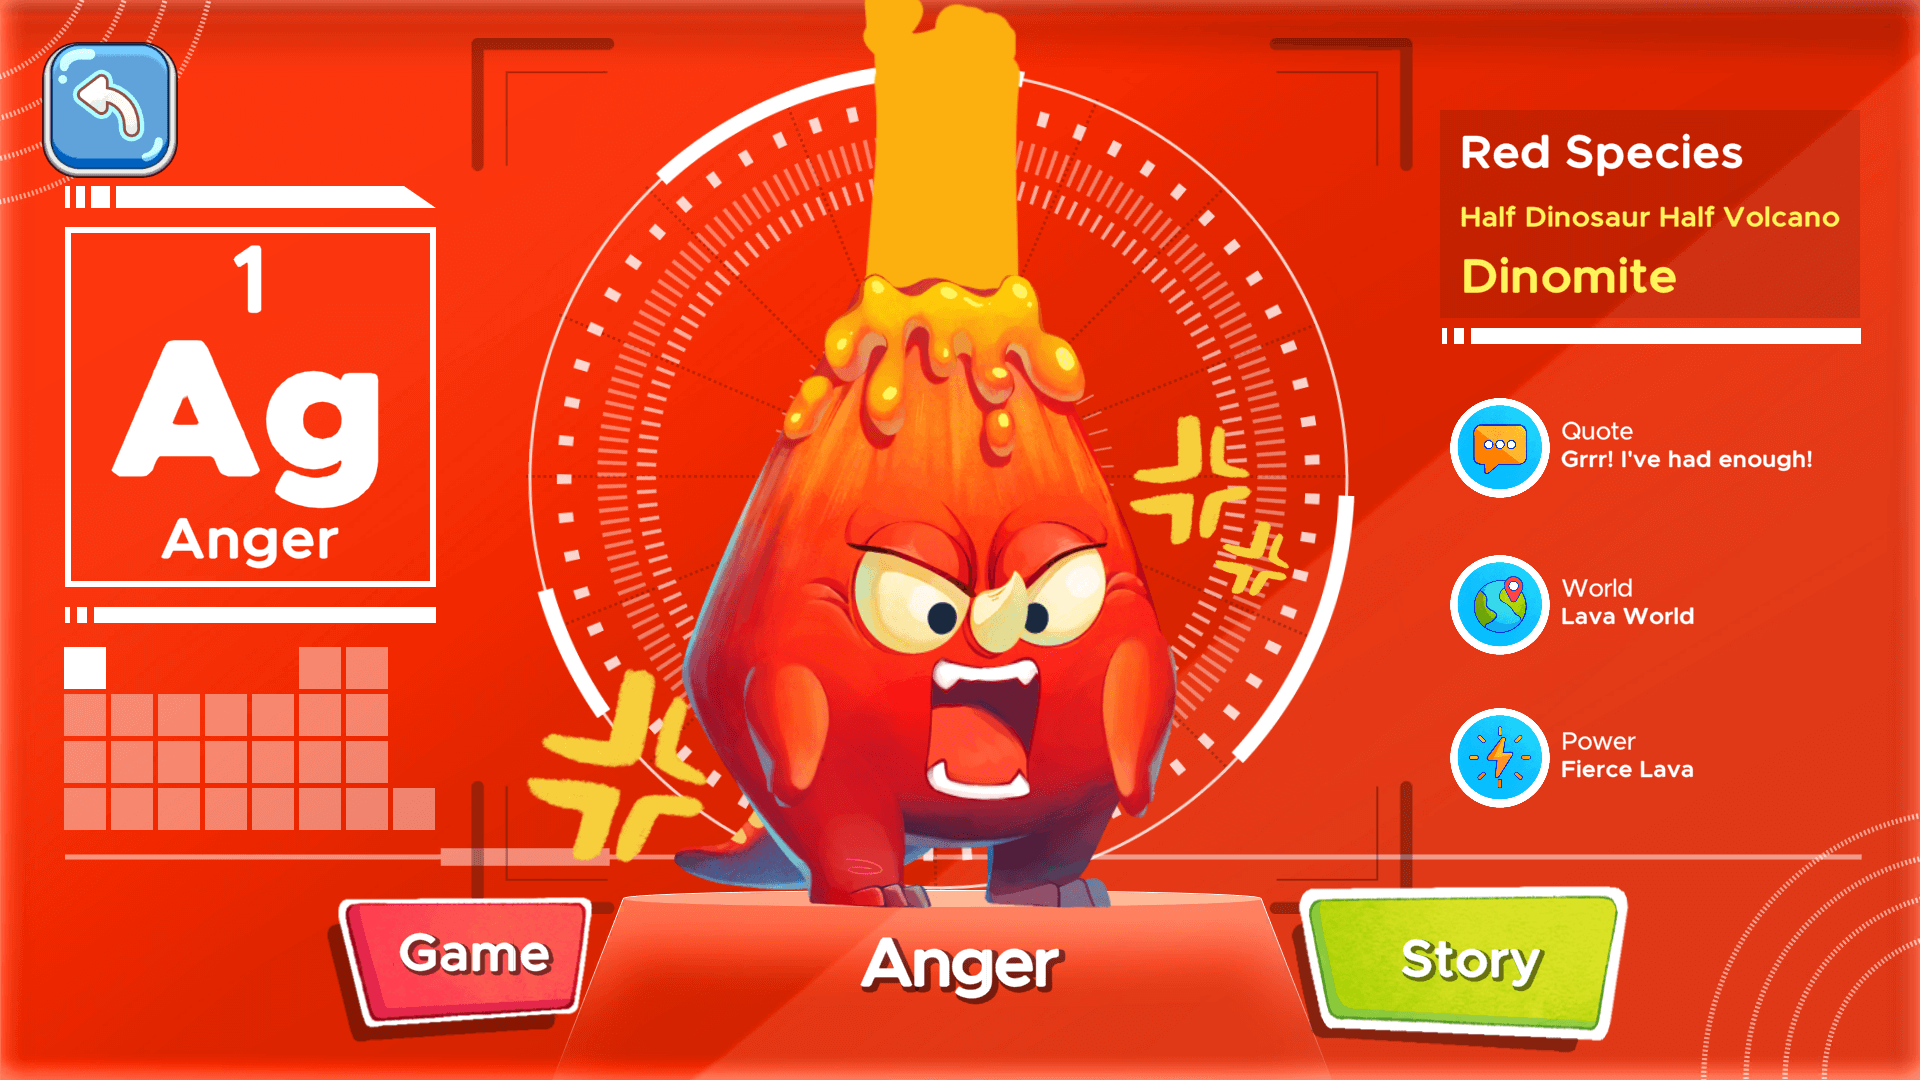 1
Ag
Anger
Red Species
Half Dinosaur Half Volcano
Dinomite
Quote
Grrr! I've had enough!
World
Lava World
Power
Fierce Lava
Game
Anger
Story